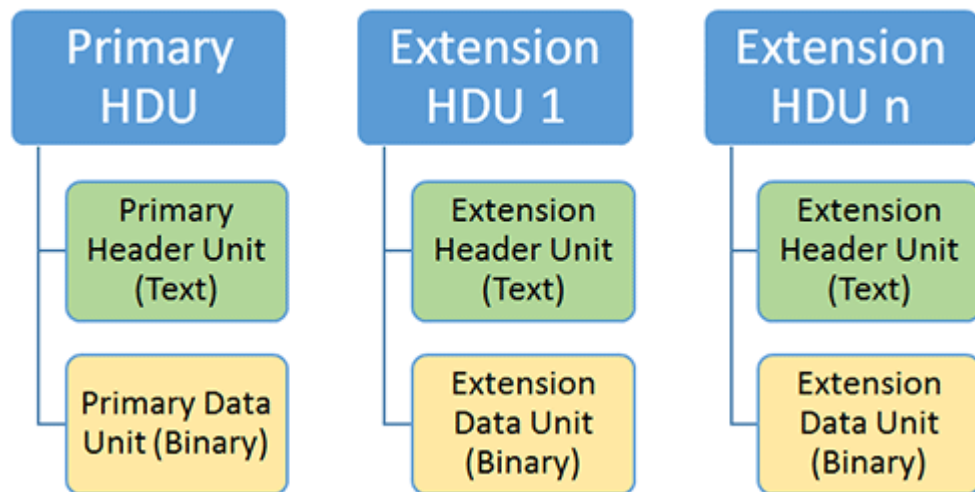 Primary
HDU
Primary
Header Unit
(Text)
Primary Data
Unit (Binary)
Extension
HDU 1
Extension
Header Unit
(Text)
Extension
Data Unit
(Binary)
Extension
HDU n
Extension
Header Unit
(Text)
Extension
Data Unit
(Binary)